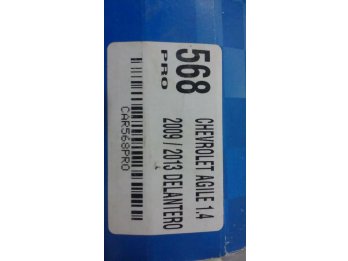 568
PRO
CHEVROLET AGILE 1.4
2009 / 2013 DELANTERO
CAR568PRO